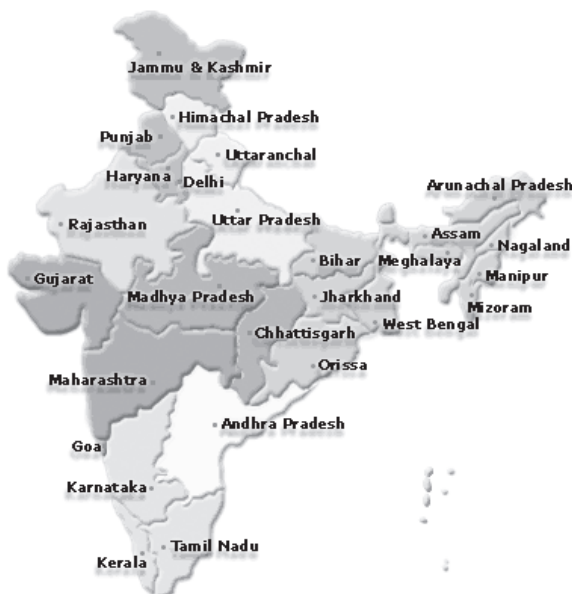 Jammu & Kashmir
Himachal Pradesh
Punjab
Uttaranchal
Haryana
Delhi
Arunachal Pradesh
Rajasthan
Uttar Pradesh
Assam
Nagaland
Bihar
Meghalaya
Gujarat
Manipur
Madhya Pradesh
Jharkhand
Mizoram
West Bengal
Chhattisgarh
Orissa
Maharashtra
Andhra Pradesh
Goa
Karnataka
Tamil Nadu
Kerala